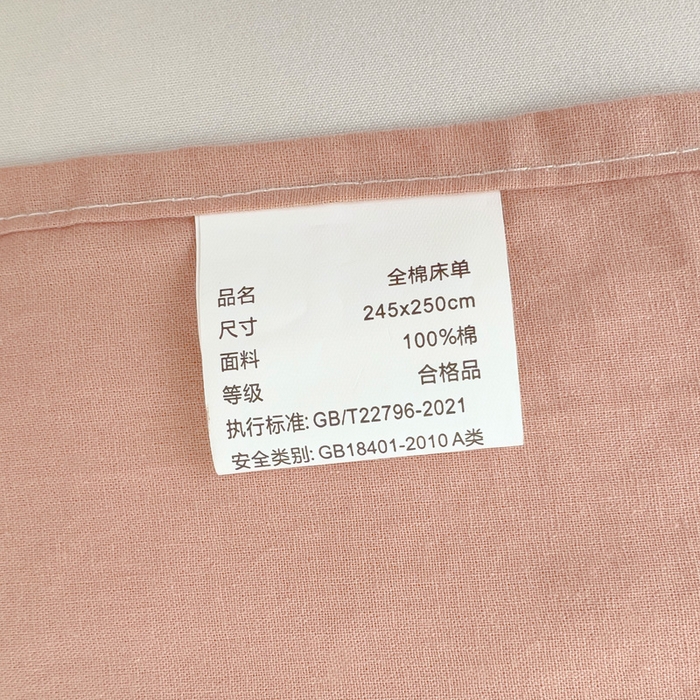 品名 全棉床单
尺寸 245x250cm
面料 100%棉
等级 合格品
执行标准: GB/T22796-2021
安全类别: GB18401-2010 A类